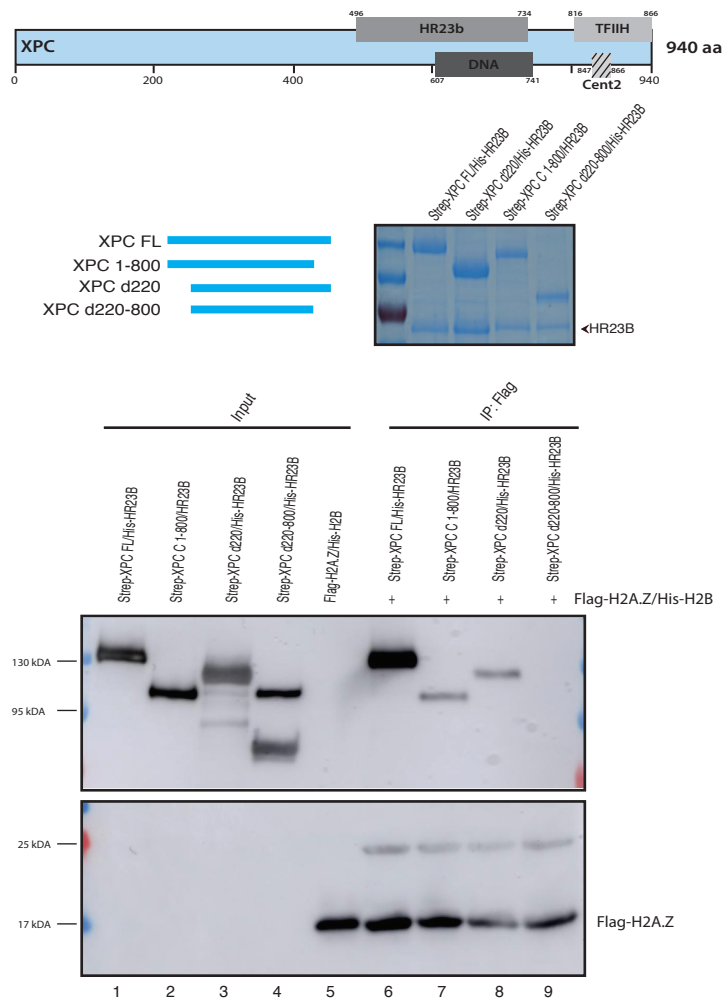 496 734 816 866
HR23b TFIIH
XPC 940 aa
DNA
0 200 400 607 741 847 866 940
Cent2
Strep-XPC FL/His-HR23B
Strep-XPC d220/His-HR23B
Strep-XPC C 1-800/HR23B
Strep-XPC d220-800/His-HR23B
XPC FL
XPC 1-800
XPC d220
XPC d220-800
HR23B
Input
IP: Flag
Strep-XPC FL/His-HR23B
Strep-XPC C 1-800/HR23B
Strep-XPC d220/His-HR23B
Strep-XPC d220-800/His-HR23B
Flag-H2A.Z/His-H2B
Strep-XPC FL/His-HR23B
Strep-XPC C 1-800/HR23B
Strep-XPC d220/His-HR23B
Strep-XPC d220-800/His-HR23B
+ + + + Flag-H2A.Z/His-H2B
130 kDA
95 kDA
25 kDA
17 kDA
Flag-H2A.Z
1 2 3 4 5 6 7 8 9